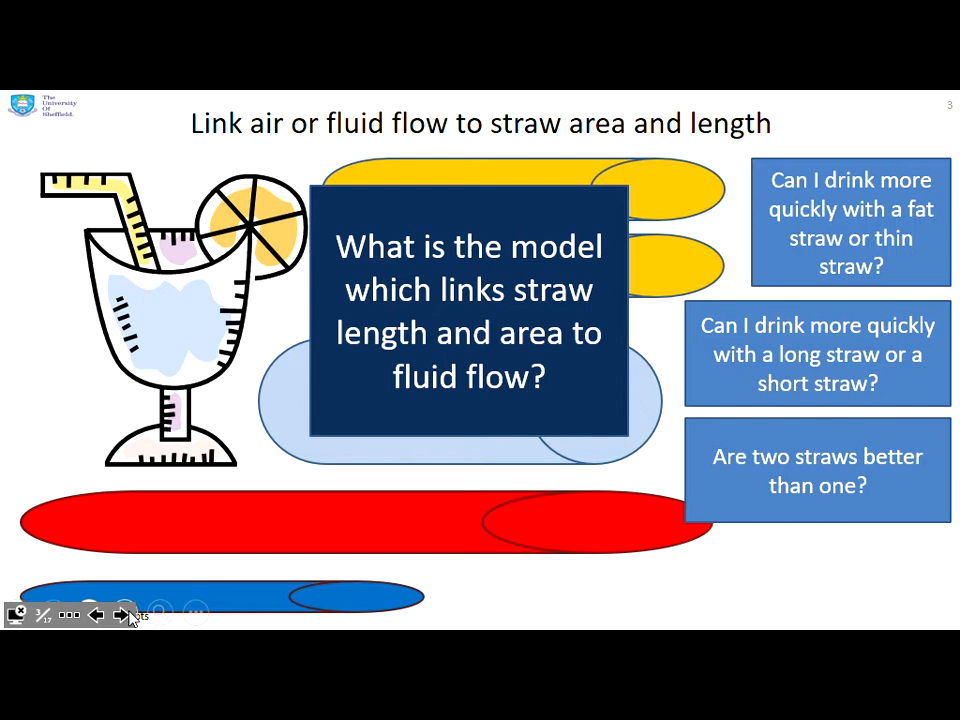 The
University
Of
Sheffield.
3
Link air or fluid flow to straw area and length
Can I drink more
quickly with a fat
straw or thin
straw?
What is the model
which links straw
length and area to
fluid flow?
Can I drink more quickly
with a long straw or a
short straw?
Are two straws better
than one?
3/17